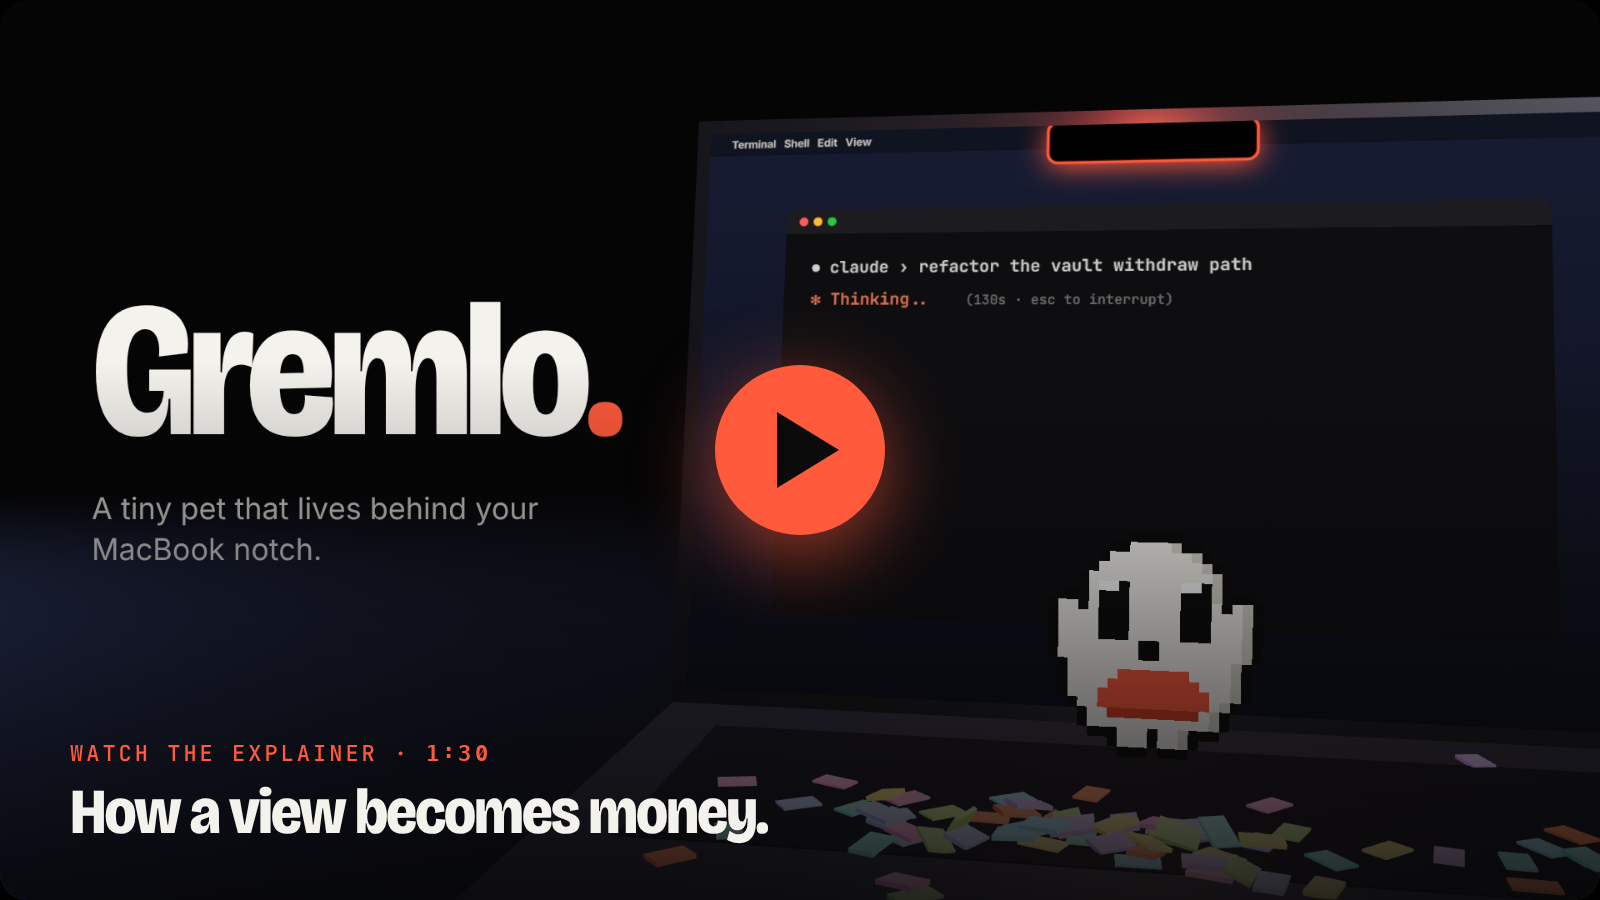 Terminal Shell Edit View
● claude › refactor the vault withdraw path
✻ Thinking.. (130s · esc to interrupt)
Gremlo.
A tiny pet that lives behind your
MacBook notch.
WATCH THE EXPLAINER · 1:30
How a view becomes money.